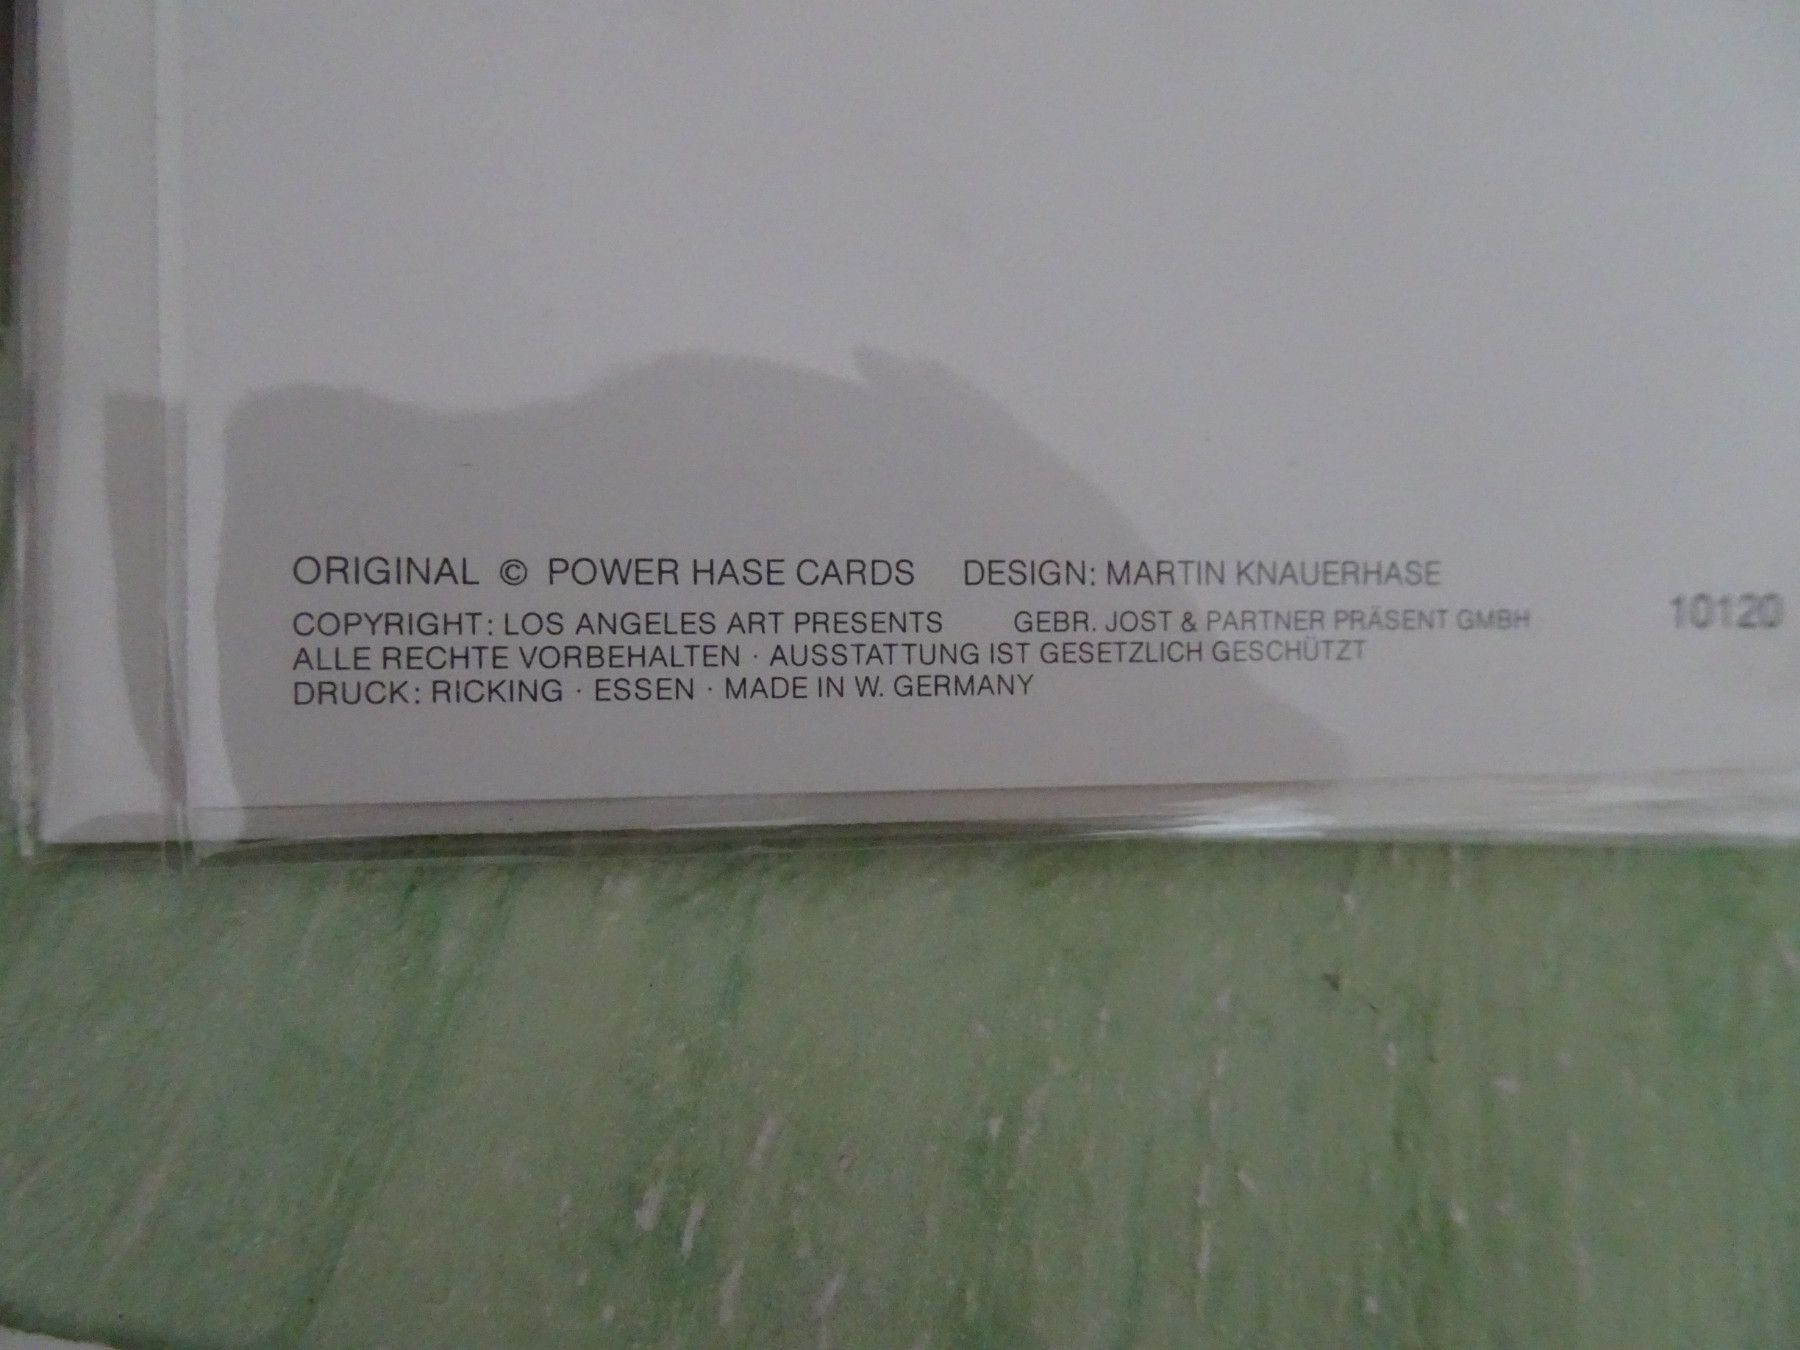 ORIGINAL © POWER HASE CARDS DESIGN: MARTIN KNAUERHASE
COPYRIGHT: LOS ANGELES ART PRESENTS GEBR. JOST & PARTNER PRÄSENT GMBH 10120
ALLE RECHTE VORBEHALTEN · AUSSTATTUNG IST GESETZLICH GESCHÜTZT
DRUCK: RICKING · ESSEN · MADE IN W. GERMANY